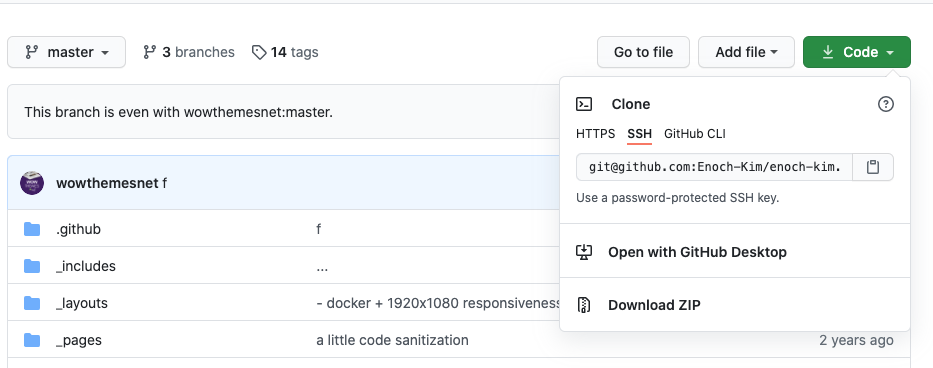 master 3 branches 14 tags Go to file Add file Code
This branch is even with wowthemesnet:master.
Clone
HTTPS SSH GitHub CLI
git@github.com:Enoch-Kim/enoch-kim.
Use a password-protected SSH key.
Open with GitHub Desktop
Download ZIP
wowthemesnet f
.github f
_includes ...
_layouts - docker + 1920x1080 responsiveness
_pages a little code sanitization 2 years ago